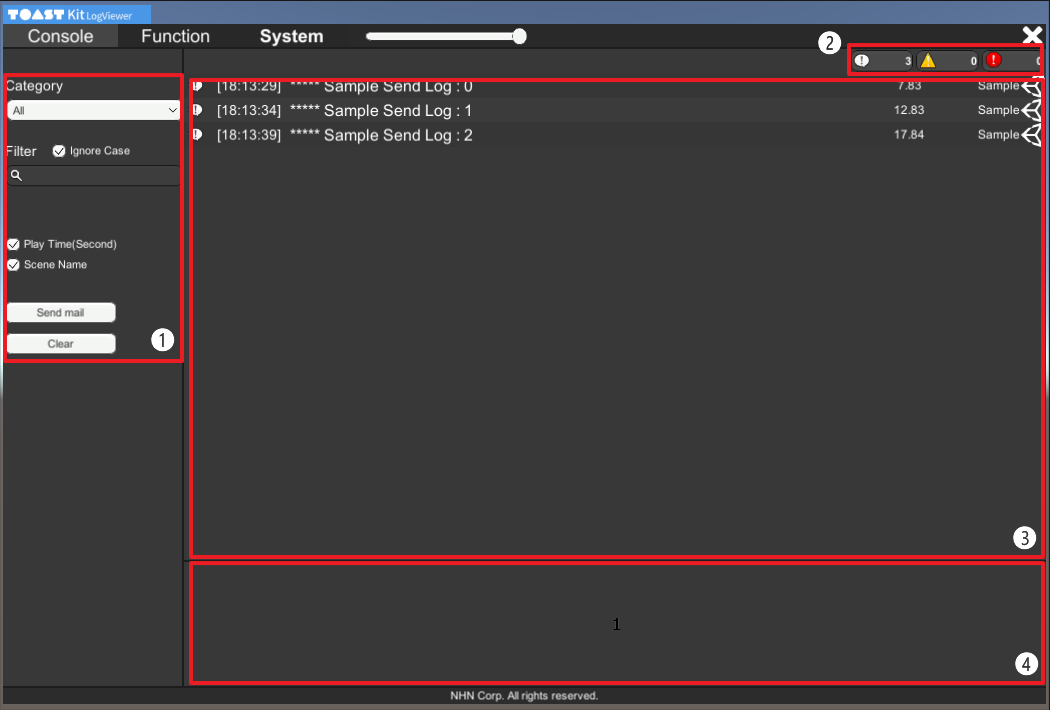 TOAST Kit LogViewer
Console Function System
2
3 0 0
Category
All
Filter Ignore Case
Play Time(Second)
Scene Name
Send mail
Clear
1
[18:13:29] ***** Sample Send Log : 0 7.83 Sample
[18:13:34] ***** Sample Send Log : 1 12.83 Sample
[18:13:39] ***** Sample Send Log : 2 17.84 Sample
3
1
4
NHN Corp. All rights reserved.